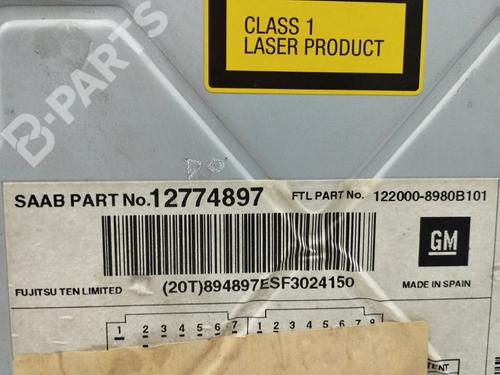 CLASS 1
LASER PRODUCT
B-PARTS
SAAB PART No.12774897
FTL PART No. 122000-8980B101
GM
FUJITSU TEN LIMITED
(20T)894897ESF3024150
MADE IN SPAIN
1 2 3 4 5 6 7 1 2 3 4 5 6 7 8